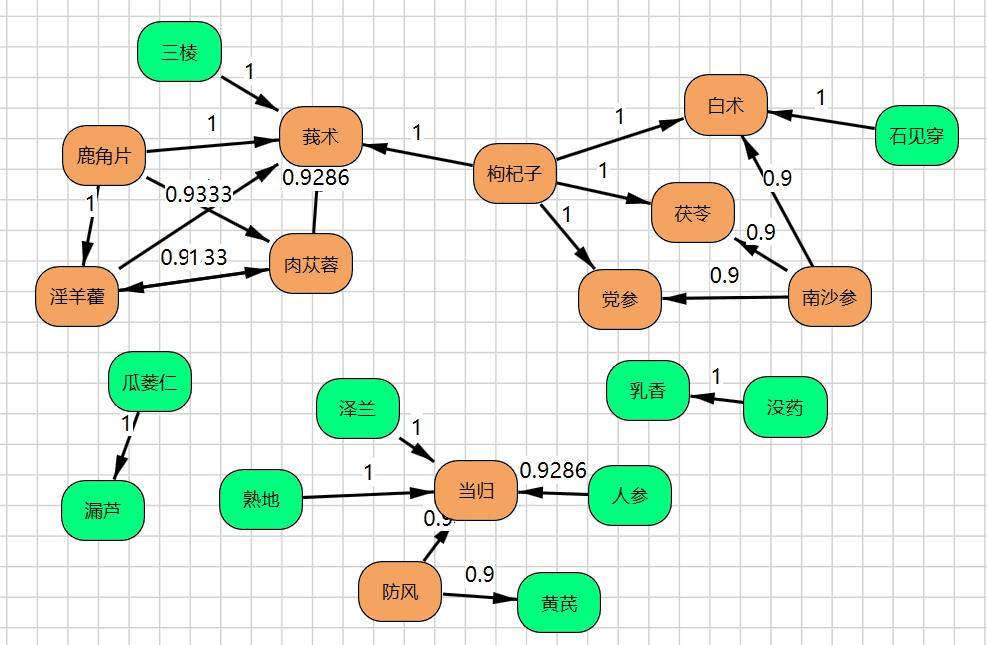 三棱
1
白术
1
1
石见穿
1
莪术
1
鹿角片
枸杞子
1
0.9286
0.9
0.9333
1
茯苓
1
0.9
0.9133
肉苁蓉
0.9
淫羊藿
党参
南沙参
瓜蒌仁
1
乳香
没药
泽兰
1
1
0.9286
1
当归
熟地
人参
漏芦
0.9
0.9
防风
黄芪